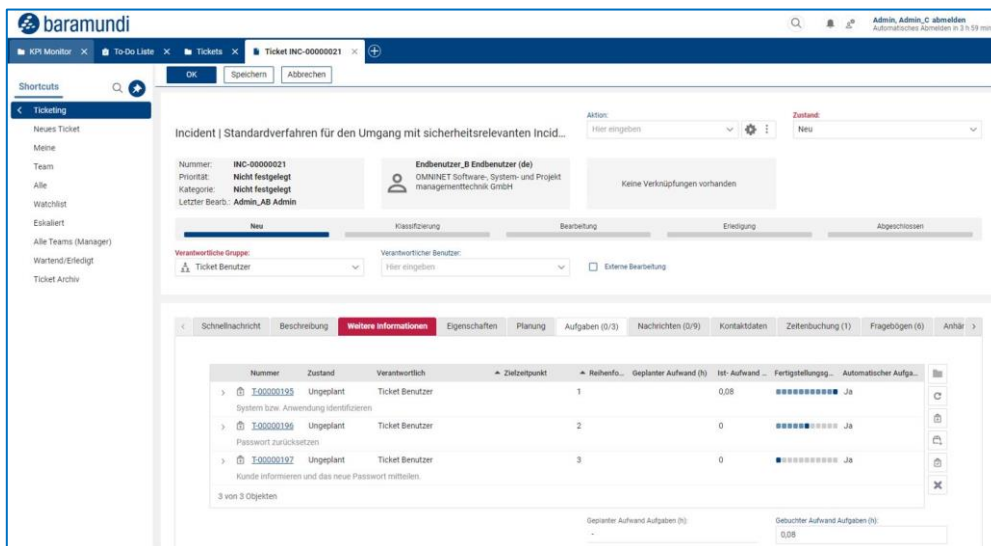 baramundi
Admin, Admin_C abmelden
Automatisches Abmelden in 3 h 59 min
KPI Monitor
To-Do Liste
Tickets
Ticket INC-00000021
OK Speichern Abbrechen
Shortcuts
Ticketing
Neues Ticket
Meine
Team
Alle
Watchlist
Eskaliert
Alle Teams (Manager)
Wartend/Erledigt
Ticket Archiv
Incident | Standardverfahren für den Umgang mit sicherheitsrelevanten Incid...
Aktion:
Hier eingeben
Zustand:
Neu
Nummer: INC-00000021
Priorität: Nicht festgelegt
Kategorie: Nicht festgelegt
Letzter Bearb.: Admin_AB Admin
Endbenutzer_B Endbenutzer (de)
OMNINET Software-, System- und Projekt
managementtechnik GmbH
Keine Verknüpfungen vorhanden
Neu Klassifizierung Bearbeitung Erledigung Abgeschlossen
Verantwortliche Gruppe:
Ticket Benutzer
Verantwortlicher Benutzer:
Hier eingeben
Externe Bearbeitung
Schnellnachricht Beschreibung Weitere Informationen Eigenschaften Planung Aufgaben (0/3) Nachrichten (0/9) Kontaktdaten Zeitenbuchung (1) Fragebögen (6) Anhär
Nummer Zustand Verantwortlich Zielzeitpunkt Reihenfo... Geplanter Aufwand (h) Ist- Aufwand ... Fertigstellungsg... Automatischer Aufga...
T-00000195 Ungeplant Ticket Benutzer 1 0,08 Ja
System bzw. Anwendung identifizieren
T-00000196 Ungeplant Ticket Benutzer 2 0 Ja
Passwort zurücksetzen
T-00000197 Ungeplant Ticket Benutzer 3 0 Ja
Kunde informieren und das neue Passwort mitteilen.
3 von 3 Objekten
Geplanter Aufwand Aufgaben (h):
-
Gebuchter Aufwand Aufgaben (h):
0,08